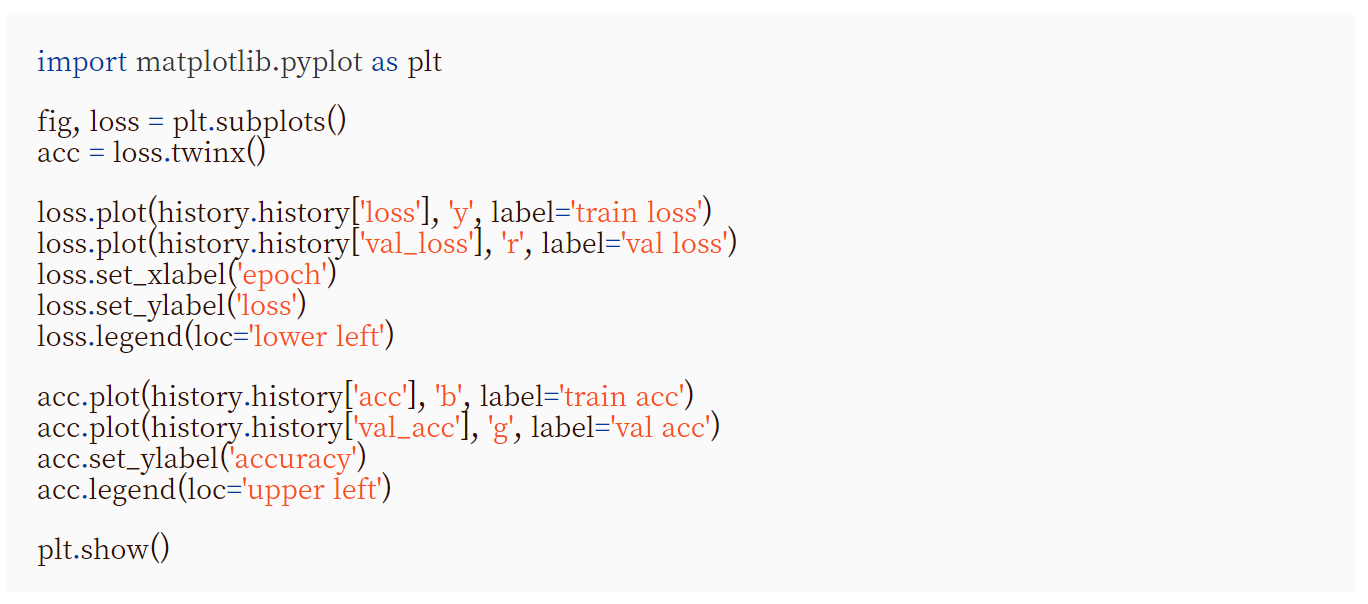 import matplotlib.pyplot as plt
fig, loss = plt.subplots()
acc = loss.twinx()
loss.plot(history.history['loss'], 'y', label='train loss')
loss.plot(history.history['val_loss'], 'r', label='val loss')
loss.set_xlabel('epoch')
loss.set_ylabel('loss')
loss.legend(loc='lower left')
acc.plot(history.history['acc'], 'b', label='train acc')
acc.plot(history.history['val_acc'], 'g', label='val acc')
acc.set_ylabel('accuracy')
acc.legend(loc='upper left')
plt.show()